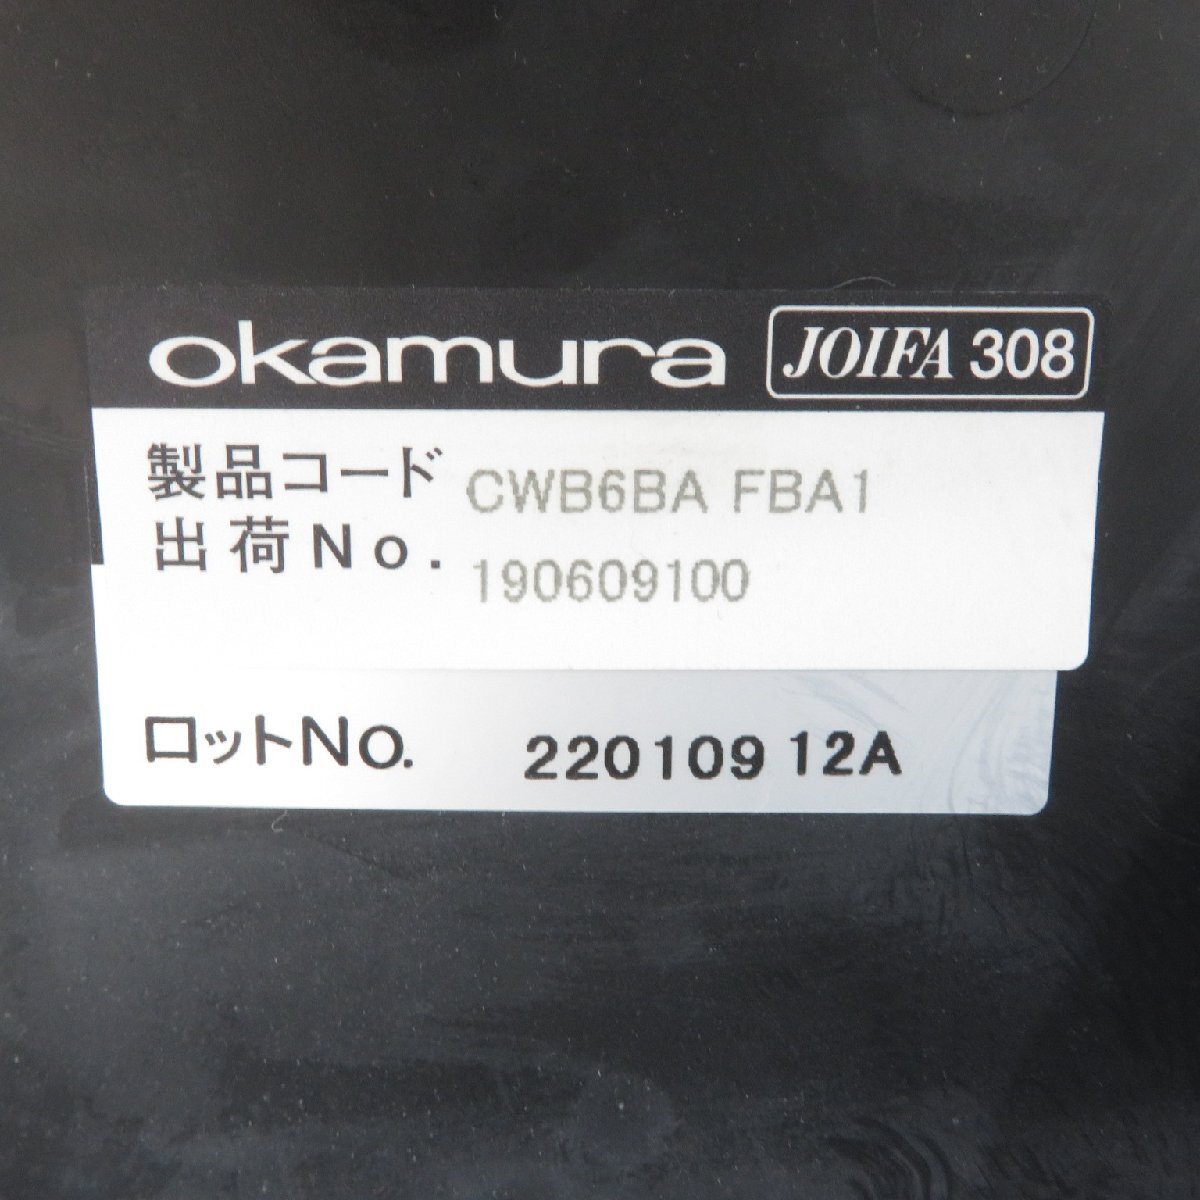 okamura JOIFA 308
製品コード CWB6BA FBA1
出荷No. 190609100
ロットNo. 220109 12A